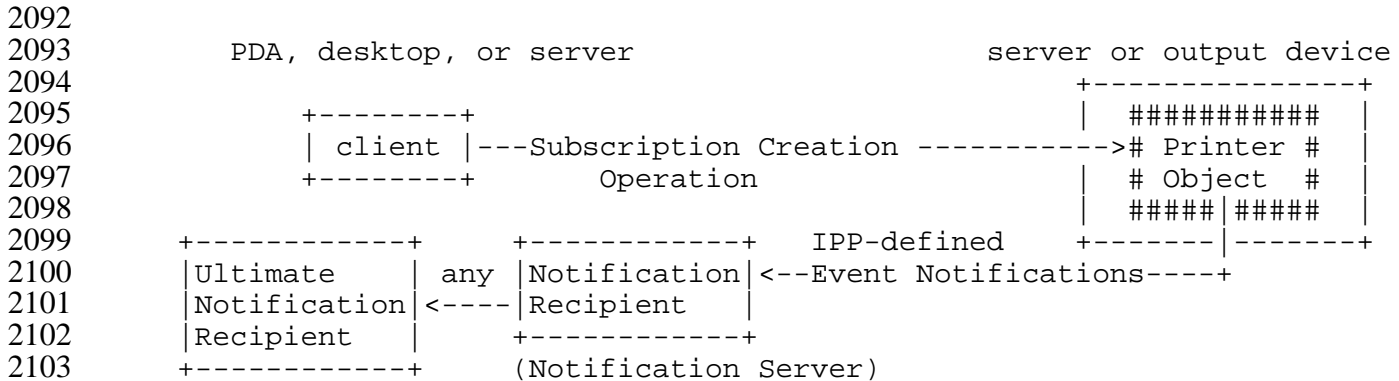 2092
2093 PDA, desktop, or server server or output device
2094 +---------------+
2095 +--------+ | ########### |
2096 | client |---Subscription Creation -----------># Printer # |
2097 +--------+ Operation | # Object # |
2098 | #####|##### |
2099 +------------+ +------------+ IPP-defined +-------|-------+
2100 |Ultimate | any |Notification|<--Event Notifications----+
2101 |Notification|<----|Recipient |
2102 |Recipient | +------------+
2103 +------------+ (Notification Server)